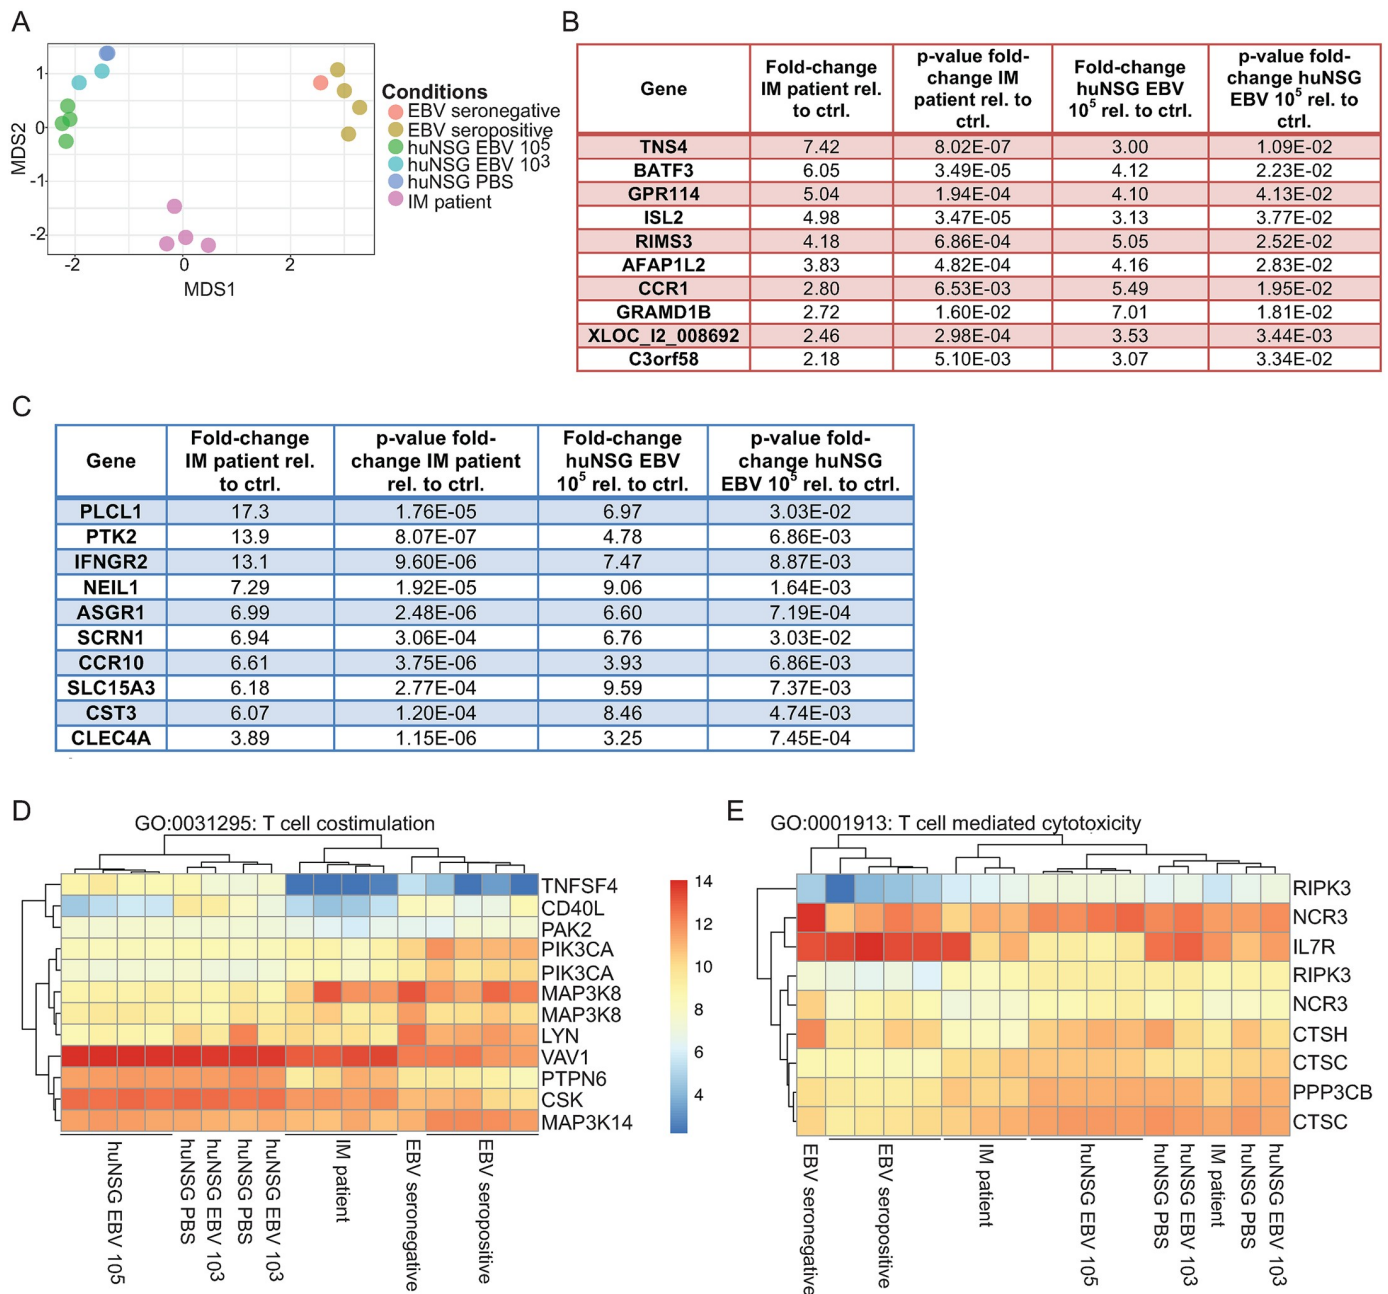 A
1
0
-1
-2
-2
0
2
MDS2
MDS1
Conditions
EBV seronegative
EBV seropositive
huNSG EBV 10⁵
huNSG EBV 10³
huNSG PBS
IM patient
B
Gene Fold-change IM patient rel. to ctrl. p-value fold-change IM patient rel. to ctrl. Fold-change huNSG EBV 10⁵ rel. to ctrl. p-value fold-change huNSG EBV 10⁵ rel. to ctrl.
TNS4 7.42 8.02E-07 3.00 1.09E-02
BATF3 6.05 3.49E-05 4.12 2.23E-02
GPR114 5.04 1.94E-04 4.10 4.13E-02
ISL2 4.98 3.47E-05 3.13 3.77E-02
RIMS3 4.18 6.86E-04 5.05 2.52E-02
AFAP1L2 3.83 4.82E-04 4.16 2.83E-02
CCR1 2.80 6.53E-03 5.49 1.95E-02
GRAMD1B 2.72 1.60E-02 7.01 1.81E-02
XLOC_I2_008692 2.46 2.98E-04 3.53 3.44E-03
C3orf58 2.18 5.10E-03 3.07 3.34E-02
C
Gene Fold-change IM patient rel. to ctrl. p-value fold-change IM patient rel. to ctrl. Fold-change huNSG EBV 10⁵ rel. to ctrl. p-value fold-change huNSG EBV 10⁵ rel. to ctrl.
PLCL1 17.3 1.76E-05 6.97 3.03E-02
PTK2 13.9 8.07E-07 4.78 6.86E-03
IFNGR2 13.1 9.60E-06 7.47 8.87E-03
NEIL1 7.29 1.92E-05 9.06 1.64E-03
ASGR1 6.99 2.48E-06 6.60 7.19E-04
SCRN1 6.94 3.06E-04 6.76 3.03E-02
CCR10 6.61 3.75E-06 3.93 6.86E-03
SLC15A3 6.18 2.77E-04 9.59 7.37E-03
CST3 6.07 1.20E-04 8.46 4.74E-03
CLEC4A 3.89 1.15E-06 3.25 7.45E-04
D
GO:0031295: T cell costimulation
TNFSF4
CD40L
PAK2
PIK3CA
PIK3CA
MAP3K8
MAP3K8
LYN
VAV1
PTPN6
CSK
MAP3K14
huNSG EBV 10⁵
huNSG PBS
huNSG EBV 10³
huNSG PBS
huNSG EBV 10³
IM patient
EBV seronegative
EBV seropositive
14
12
10
8
6
4
E
GO:0001913: T cell mediated cytotoxicity
RIPK3
NCR3
IL7R
RIPK3
NCR3
CTSH
CTSC
PPP3CB
CTSC
EBV seronegative
EBV seropositive
IM patient
huNSG EBV 10⁵
huNSG PBS
huNSG EBV 10³
IM patient
huNSG PBS
huNSG EBV 10³